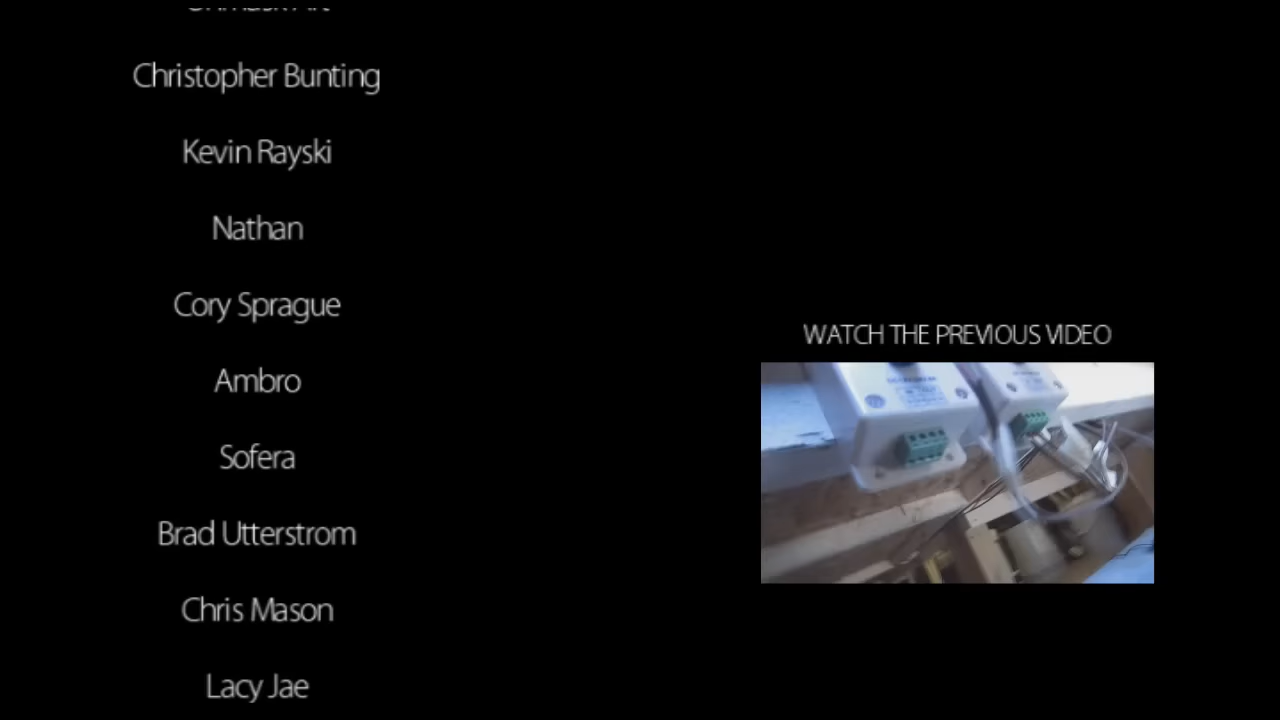 Christopher Bunting
Kevin Rayski
Nathan
Cory Sprague
Ambro
Sofera
Brad Utterstrom
Chris Mason
Lacy Jae
WATCH THE PREVIOUS VIDEO